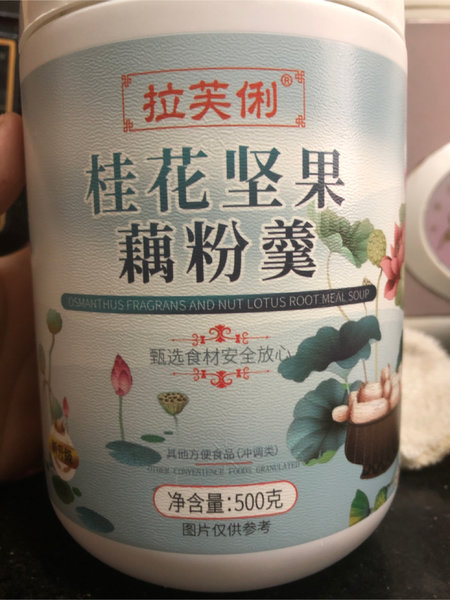 拉芙俐®
桂花坚果
藕粉羹
OSMANTHUS FRAGRANS AND NUT LOTUS ROOT MEAL SOUP
甄选食材安全放心
其他方便食品(冲调类)
OTHER CONVENTENCE FOODS, GRANULATED
净含量:500克
图片仅供参考